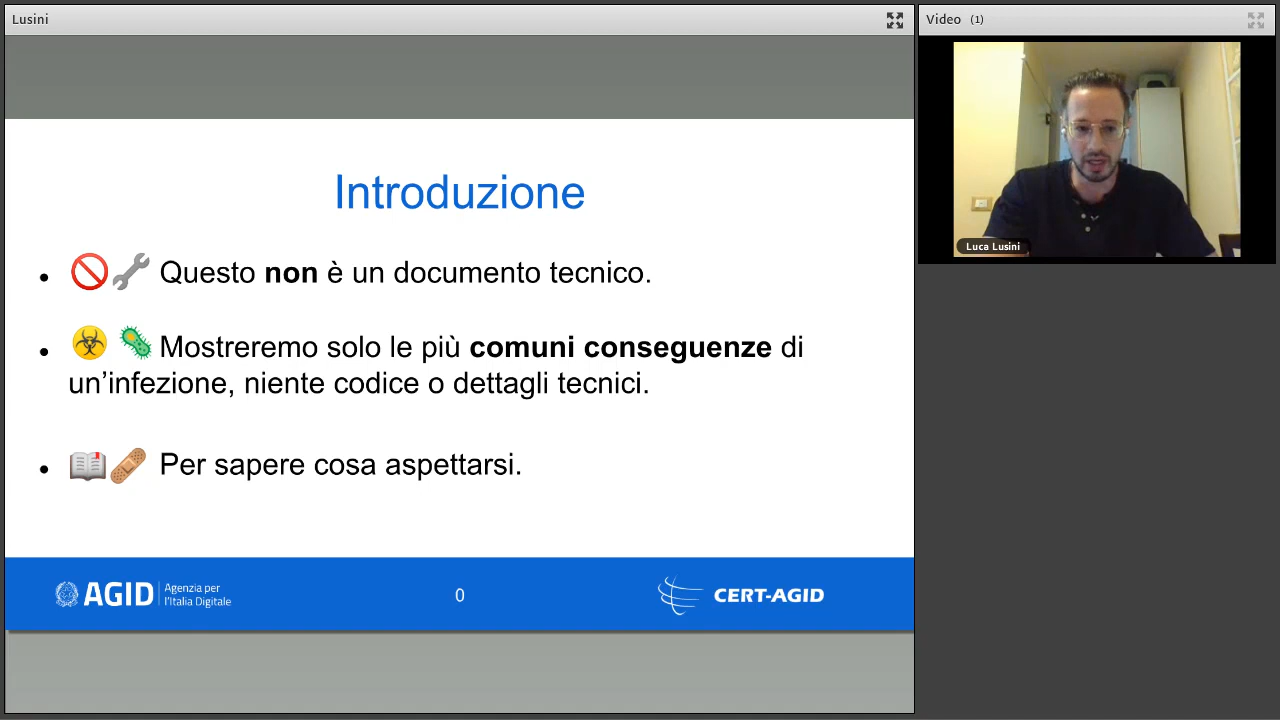 Lusini
Video (1)
Luca Lusini
Introduzione
Questo non è un documento tecnico.
Mostreremo solo le più comuni conseguenze di
un’infezione, niente codice o dettagli tecnici.
Per sapere cosa aspettarsi.
AGID
Agenzia per
l'Italia Digitale
0
CERT-AGID